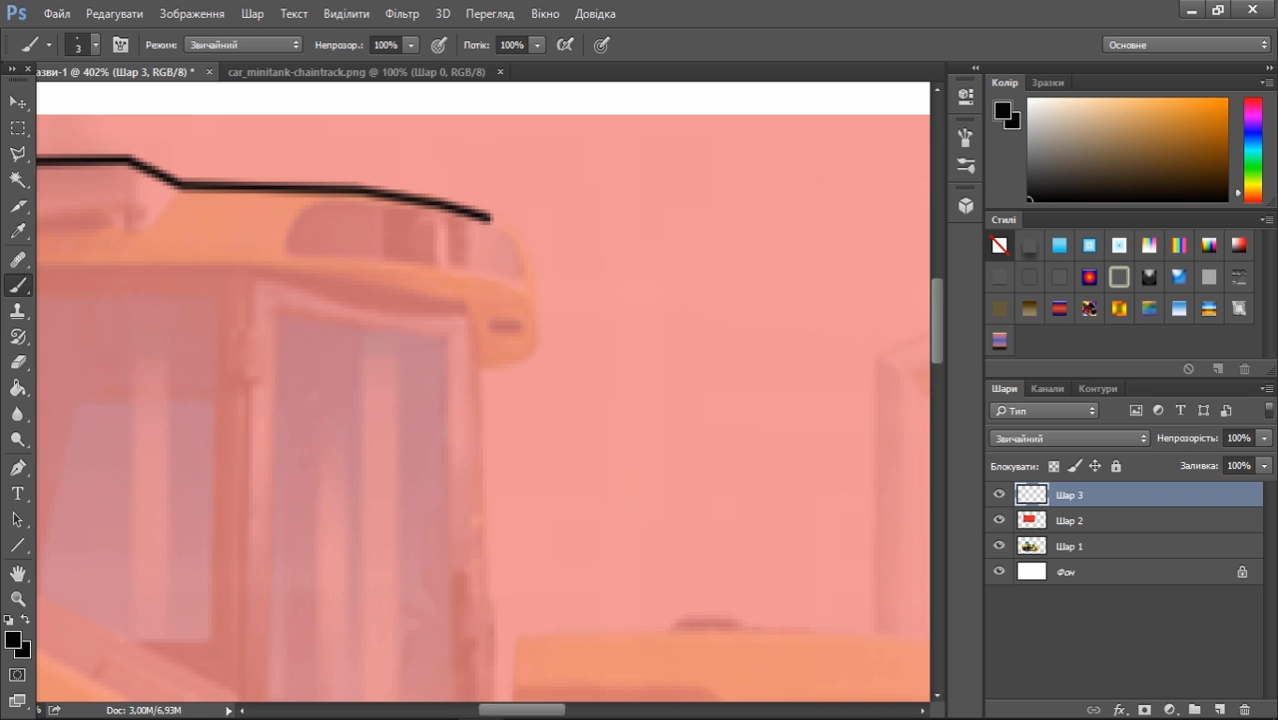 Ps Файл Редагувати Зображення Шар Текст Виділити Фільтр 3D Перегляд Вікно Довідка
3 Режим: Звичайний Непрозор.: 100% Потік: 100% Основне
азви-1 @ 402% (Шар 3, RGB/8) * × car_minitank-chaintrack.png @ 100% (Шар 0, RGB/8) ×
Колір Зразки
Стилі
Шари Канали Контури
Тип
Звичайний Непрозорість: 100%
Блокувати: Заливка: 100%
Шар 3
Шар 2
Шар 1
Фон
% Doc: 3,00M/6,93M